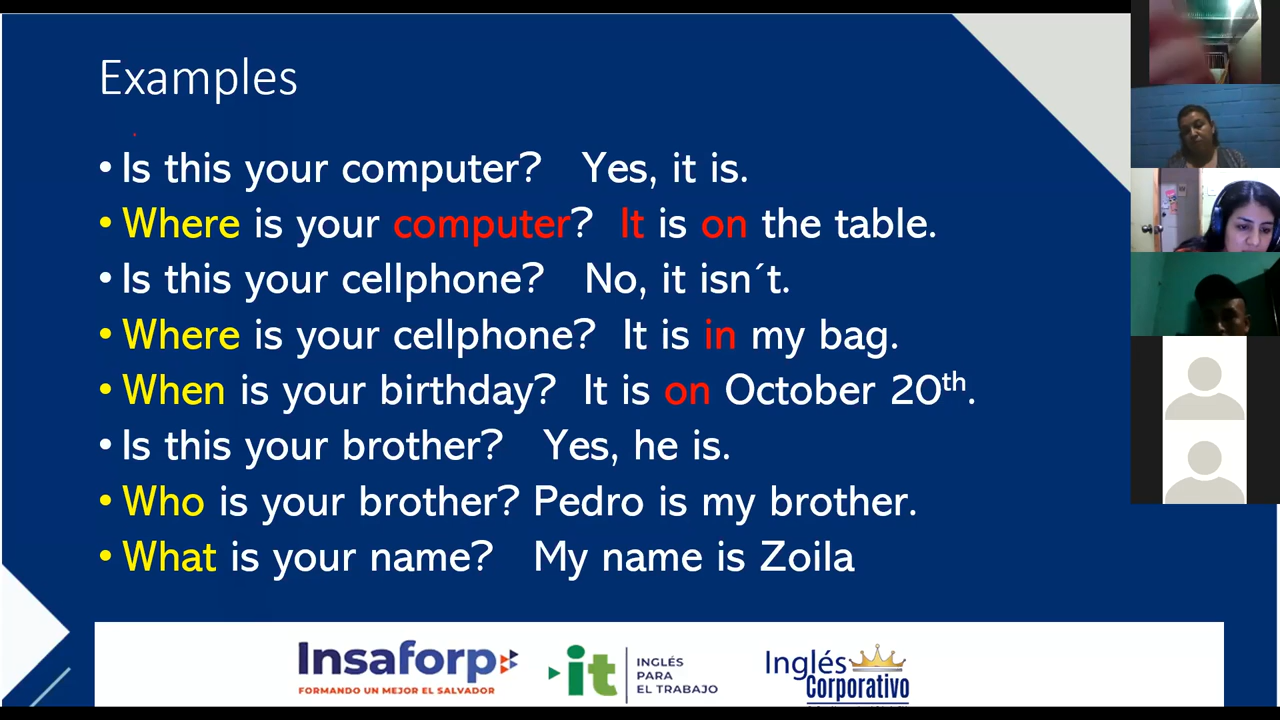 Examples
• Is this your computer? Yes, it is.
• Where is your computer? It is on the table.
• Is this your cellphone? No, it isn´t.
• Where is your cellphone? It is in my bag.
• When is your birthday? It is on October 20th.
• Is this your brother? Yes, he is.
• Who is your brother? Pedro is my brother.
• What is your name? My name is Zoila
Insaforp
FORMANDO UN MEJOR EL SALVADOR
it
INGLÉS
PARA
EL TRABAJO
Inglés
Corporativo